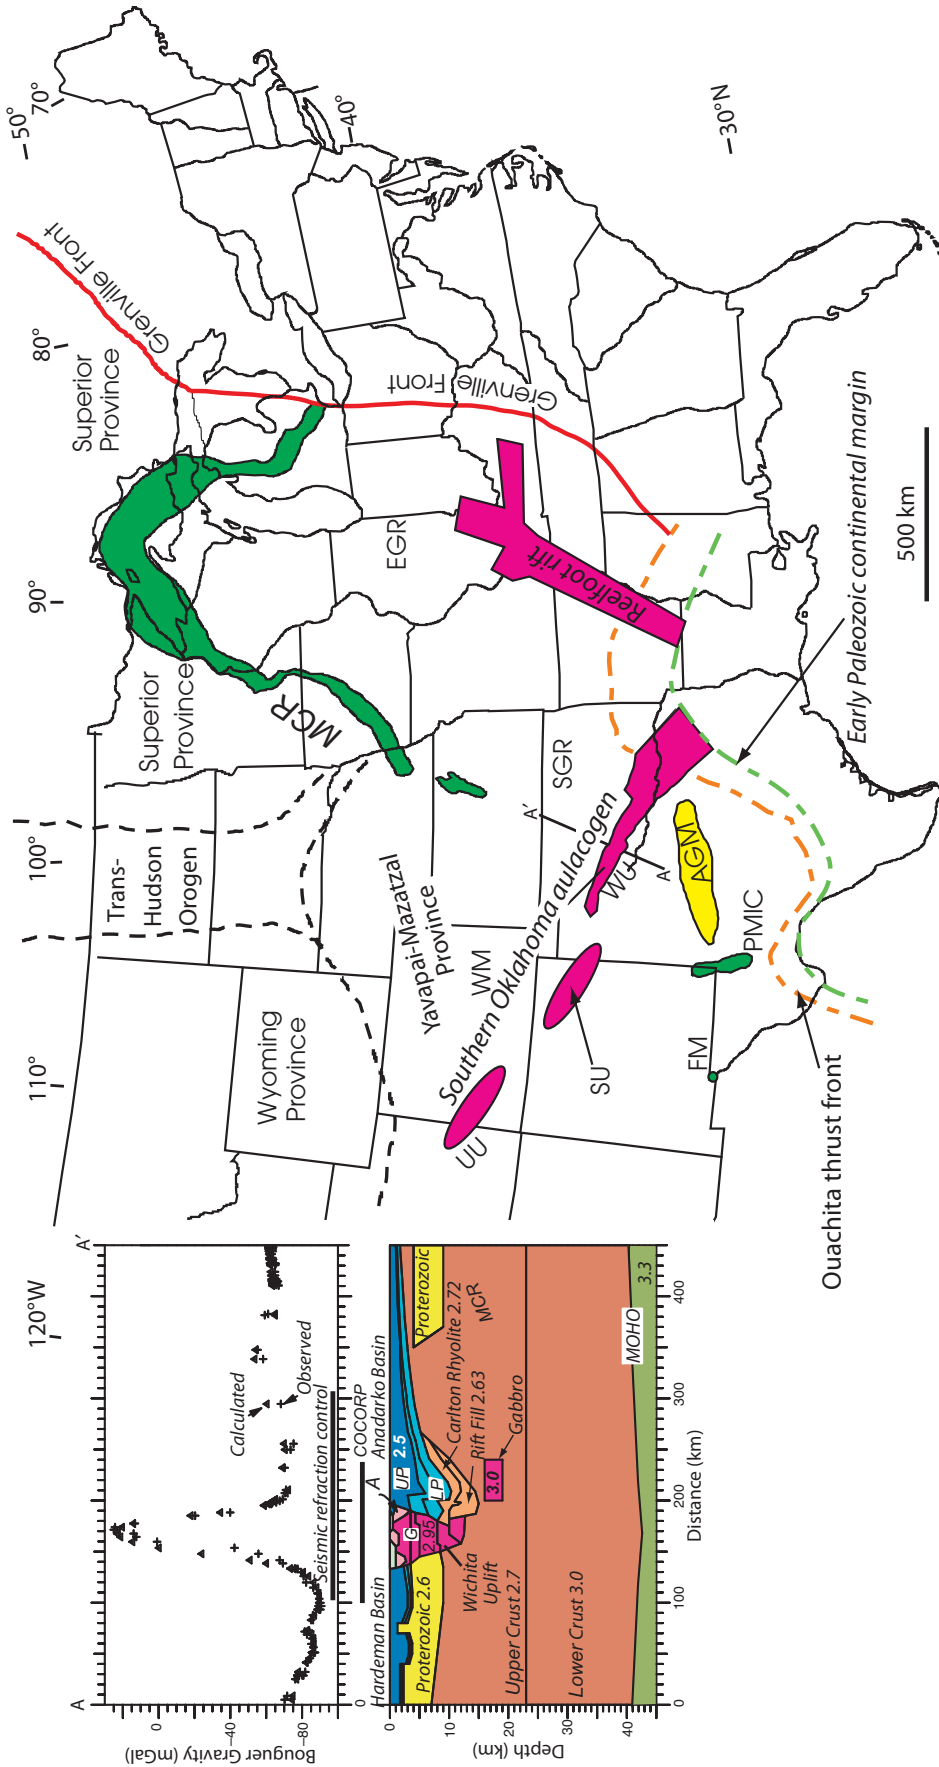 A
A′
Bouguer Gravity (mGal)
0
−40
−80
Calculated
Observed
Seismic refraction control
COCORP
0
Hardeman Basin
A
Anadarko Basin
UP 2.5
LP
G
2.95
Proterozoic 2.6
Proterozoic
Carlton Rhyolite 2.72
Rift Fill 2.63
MCR
3.0
Gabbro
Wichita
Uplift
Upper Crust 2.7
Lower Crust 3.0
MOHO
3.3
Depth (km)
0
10
20
30
40
0
100
200
300
400
Distance (km)
120°W
110°
100°
90°
80°
70°
50°
40°
30°N
Superior
Province
Superior
Province
Grenville Front
Grenville Front
Trans-
Hudson
Orogen
Wyoming
Province
MCR
EGR
SGR
Yavapai-Mazatzal
Province
WM
Southern Oklahoma aulacogen
Reelfoot rift
UU
SU
WU
A′
A
AGM
PMIC
FM
Ouachita thrust front
Early Paleozoic continental margin
500 km